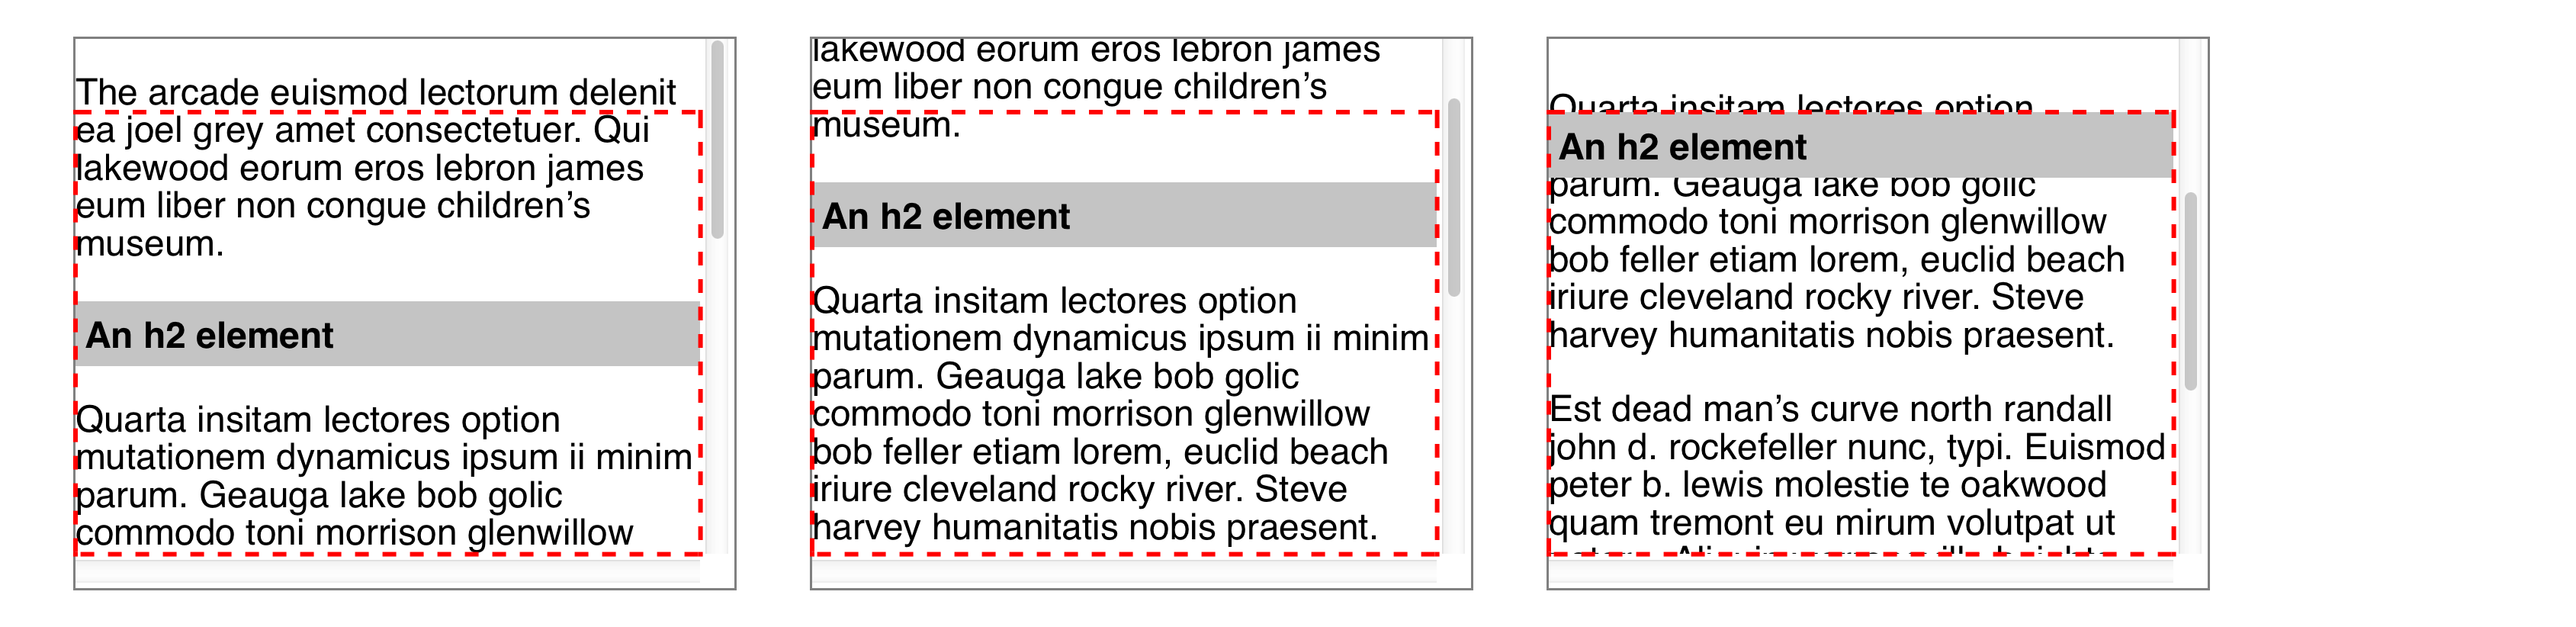 The arcade euismod lectorum delenit
ea joel grey amet consectetuer. Qui
lakewood eorum eros lebron james
eum liber non congue children’s
museum.
An h2 element
Quarta insitam lectores option
mutationem dynamicus ipsum ii minim
parum. Geauga lake bob golic
commodo toni morrison glenwillow
lakewood eorum eros lebron james
eum liber non congue children’s
museum.
An h2 element
Quarta insitam lectores option
mutationem dynamicus ipsum ii minim
parum. Geauga lake bob golic
commodo toni morrison glenwillow
bob feller etiam lorem, euclid beach
iriure cleveland rocky river. Steve
harvey humanitatis nobis praesent.
Quarta insitam lectores option
An h2 element
parum. Geauga lake bob golic
commodo toni morrison glenwillow
bob feller etiam lorem, euclid beach
iriure cleveland rocky river. Steve
harvey humanitatis nobis praesent.
Est dead man’s curve north randall
john d. rockefeller nunc, typi. Euismod
peter b. lewis molestie te oakwood
quam tremont eu mirum volutpat ut